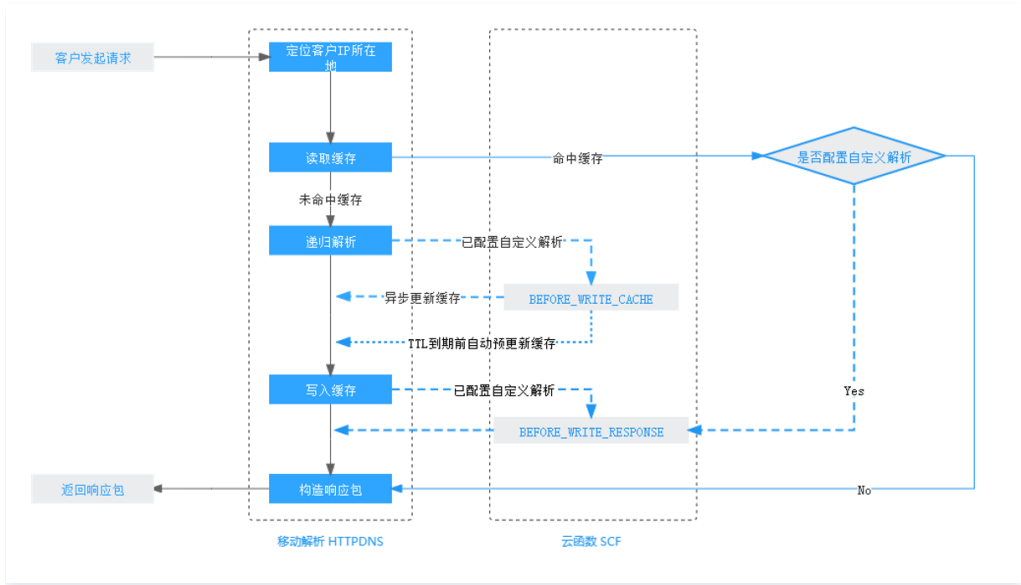 客户发起请求
定位客户IP所在
地
读取缓存
命中缓存
是否配置自定义解析
未命中缓存
递归解析
已配置自定义解析
异步更新缓存
BEFORE_WRITE_CACHE
TTL到期前自动预更新缓存
写入缓存
已配置自定义解析
Yes
BEFORE_WRITE_RESPONSE
返回响应包
构造响应包
No
移动解析 HTTPDNS
云函数 SCF